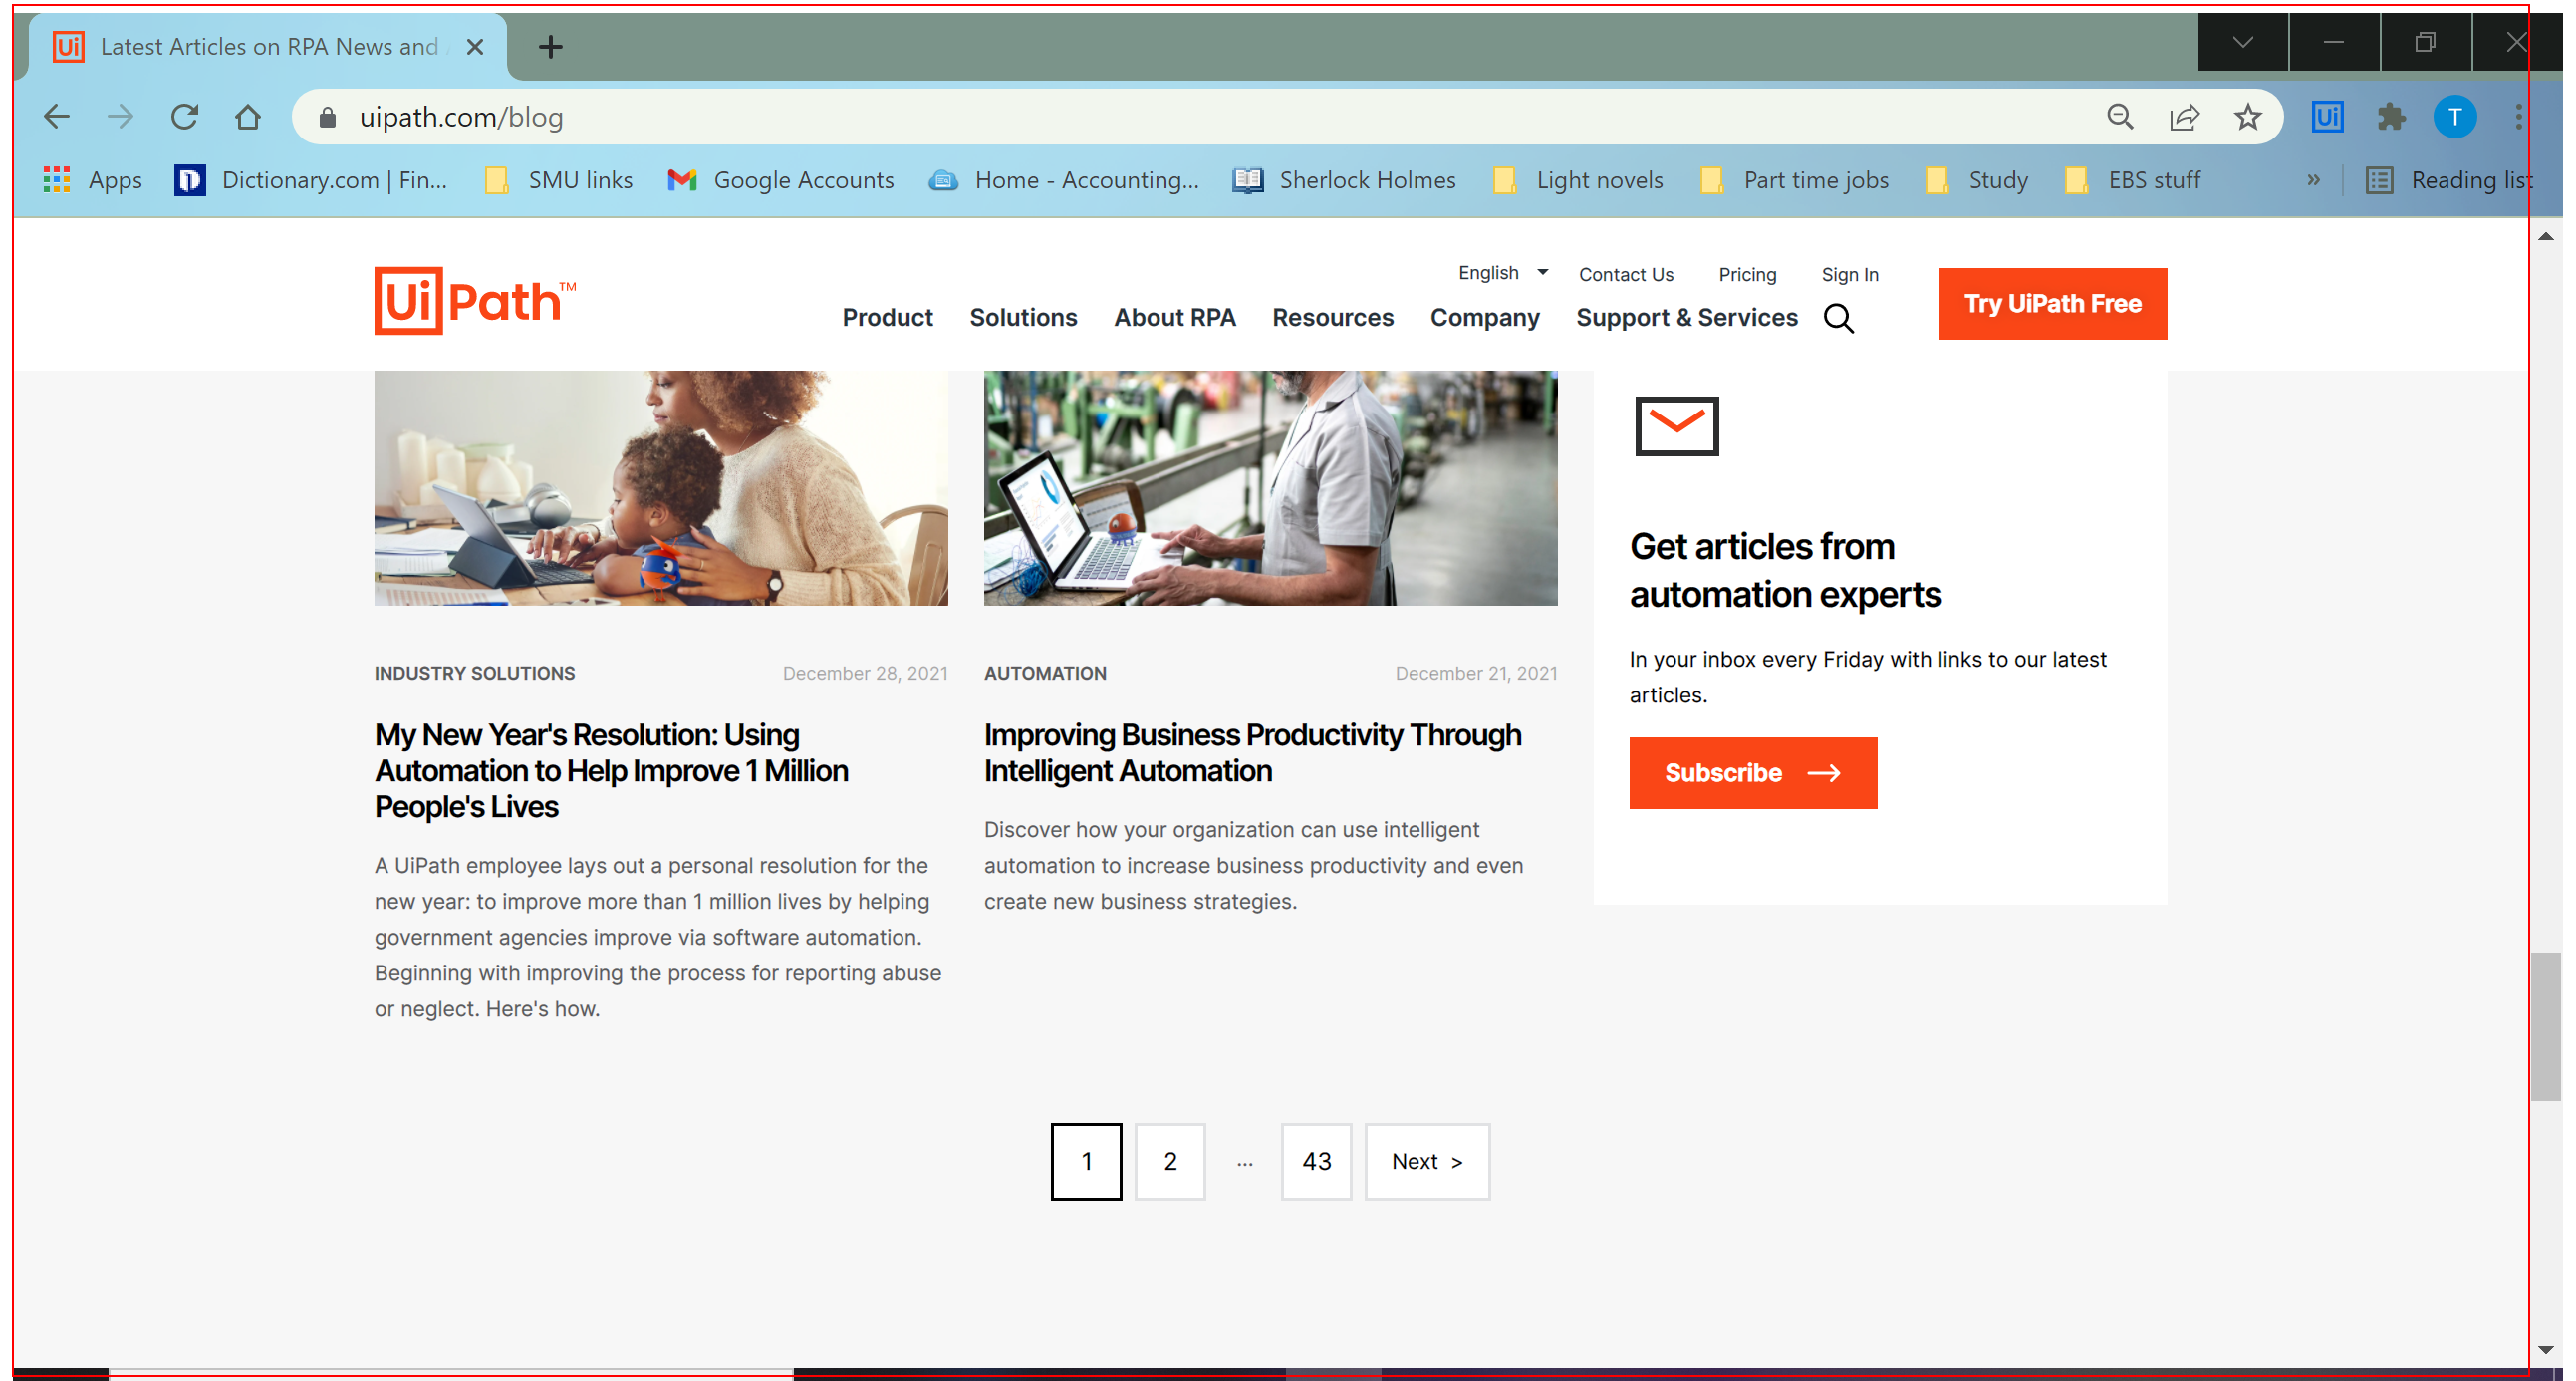 Ui Latest Articles on RPA News and
uipath.com/blog
Ui
T
Apps
Dictionary.com | Fin...
SMU links
Google Accounts
Home - Accounting...
Sherlock Holmes
Light novels
Part time jobs
Study
EBS stuff
»
Reading list
UiPath™
English
Contact Us
Pricing
Sign In
Product
Solutions
About RPA
Resources
Company
Support & Services
Try UiPath Free
INDUSTRY SOLUTIONS
December 28, 2021
My New Year's Resolution: Using
Automation to Help Improve 1 Million
People's Lives
A UiPath employee lays out a personal resolution for the
new year: to improve more than 1 million lives by helping
government agencies improve via software automation.
Beginning with improving the process for reporting abuse
or neglect. Here's how.
AUTOMATION
December 21, 2021
Improving Business Productivity Through
Intelligent Automation
Discover how your organization can use intelligent
automation to increase business productivity and even
create new business strategies.
Get articles from
automation experts
In your inbox every Friday with links to our latest
articles.
Subscribe →
1 2 ... 43 Next >